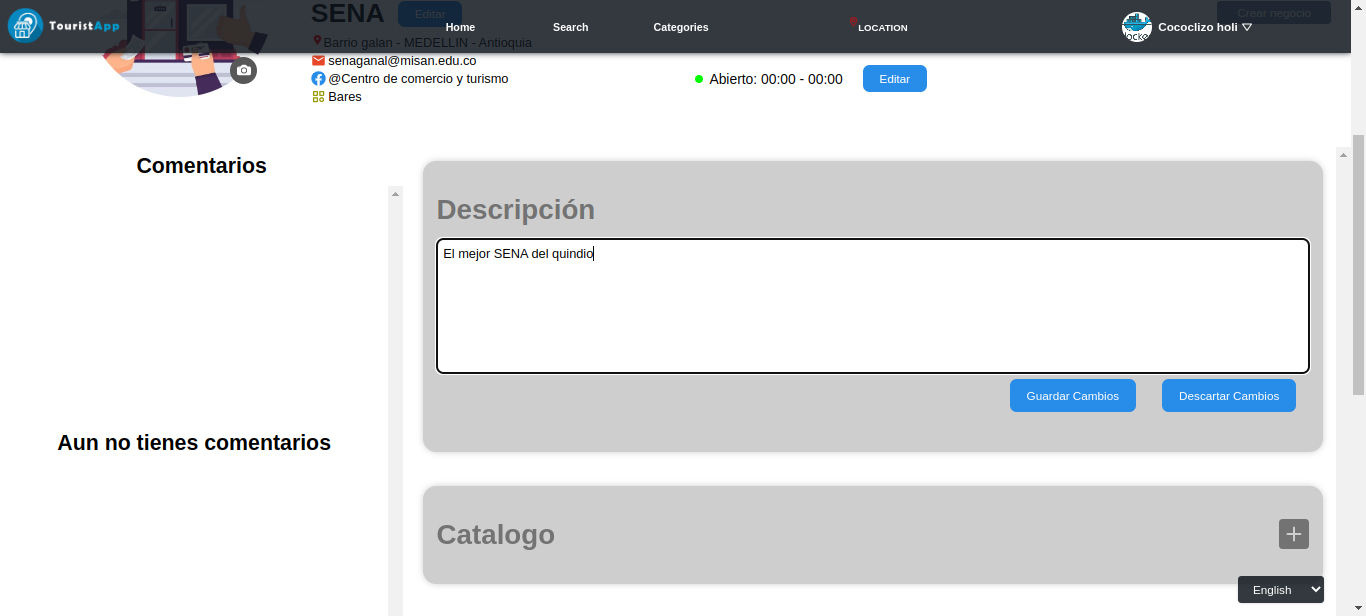 SENA
Editar
TouristApp
Home
Search
Categories
LOCATION
Cococlizo holi
Crear negocio
Barrio galan - MEDELLIN - Antioquia
senaganal@misan.edu.co
@Centro de comercio y turismo
Abierto: 00:00 - 00:00
Editar
Bares
Comentarios
Descripción
El mejor SENA del quindio
Guardar Cambios
Descartar Cambios
Aun no tienes comentarios
Catalogo
English